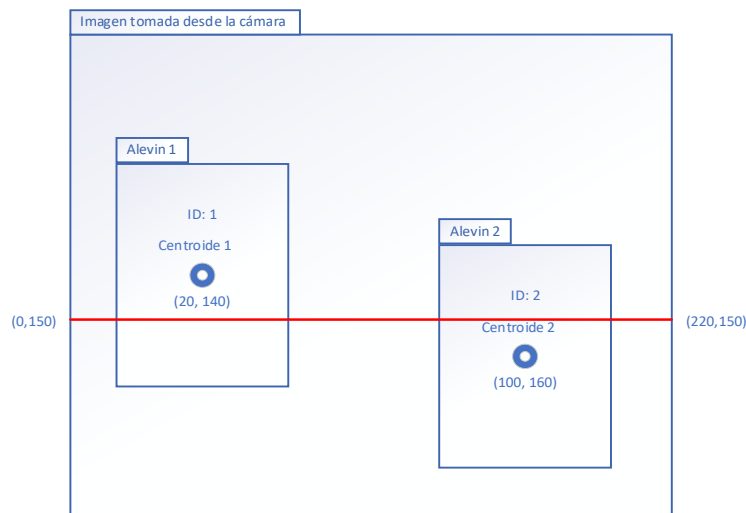 Imagen tomada desde la cámara
Alevin 1
ID: 1
Centroide 1
(20, 140)
Alevin 2
ID: 2
(0,150)
(220,150)
Centroide 2
(100, 160)